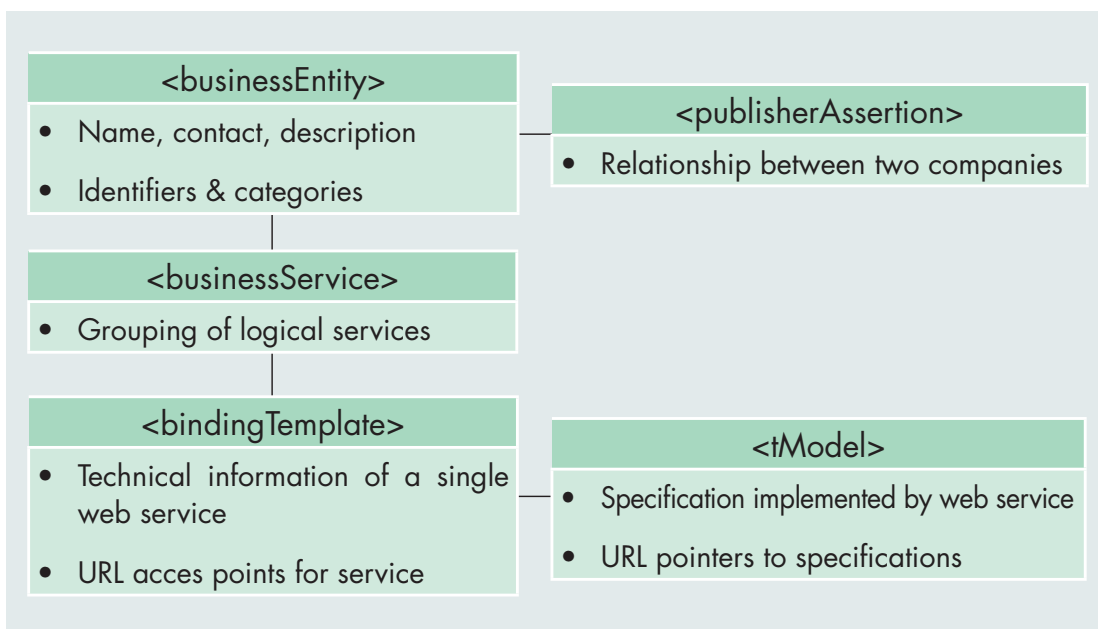 <businessEntity>
• Name, contact, description
• Identifiers & categories
<publisherAssertion>
• Relationship between two companies
<businessService>
• Grouping of logical services
<bindingTemplate>
• Technical information of a single
web service
• URL acces points for service
<tModel>
• Specification implemented by web service
• URL pointers to specifications